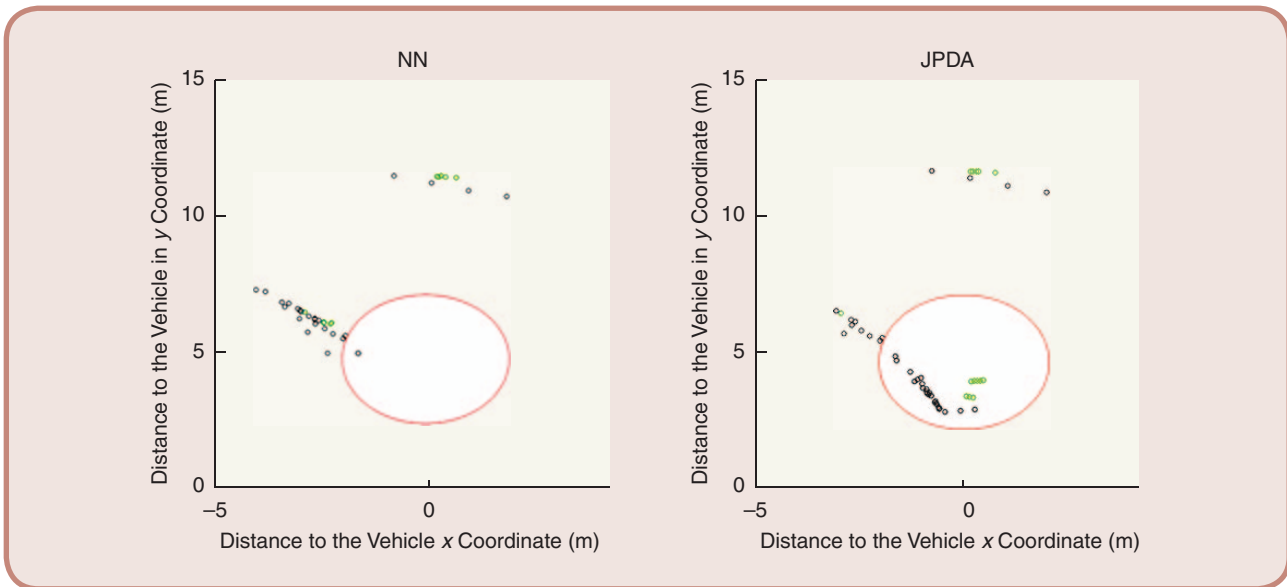 NN
15
10
5
0
–5
0
Distance to the Vehicle in y Coordinate (m)
Distance to the Vehicle x Coordinate (m)
JPDA
15
10
5
0
–5
0
Distance to the Vehicle in y Coordinate (m)
Distance to the Vehicle x Coordinate (m)